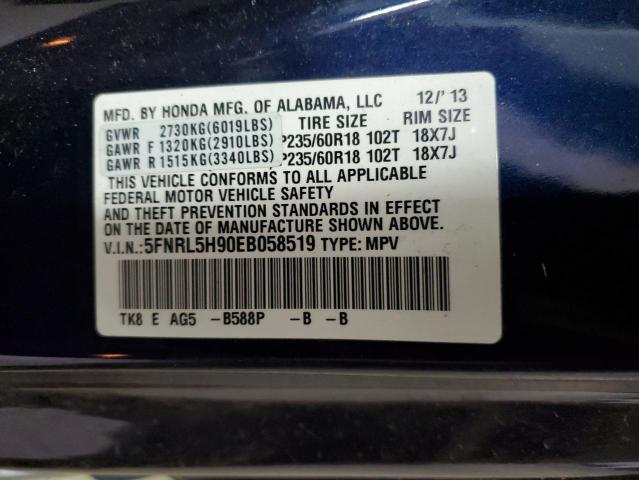 MFD. BY HONDA MFG. OF ALABAMA, LLC 12/'13
TIRE SIZE RIM SIZE
GVWR 2730KG(6019LBS)
GAWR F 1320KG(2910LBS) P235/60R18 102T 18X7J
GAWR R 1515KG(3340LBS) P235/60R18 102T 18X7J
THIS VEHICLE CONFORMS TO ALL APPLICABLE
FEDERAL MOTOR VEHICLE SAFETY
AND THEFT PREVENTION STANDARDS IN EFFECT
ON THE DATE OF MANUFACTURE SHOWN ABOVE.
V.I.N.:5FNRL5H90EB058519 TYPE: MPV
TK8 E AG5 -B588P -B -B